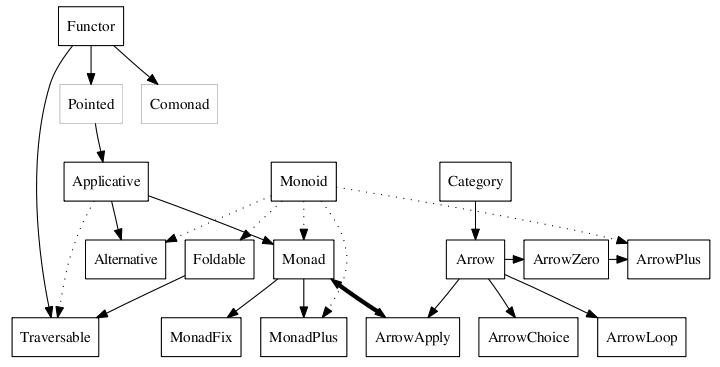 Functor
Pointed
Comonad
Applicative
Monoid
Category
Alternative
Foldable
Monad
Arrow
ArrowZero
ArrowPlus
Traversable
MonadFix
MonadPlus
ArrowApply
ArrowChoice
ArrowLoop